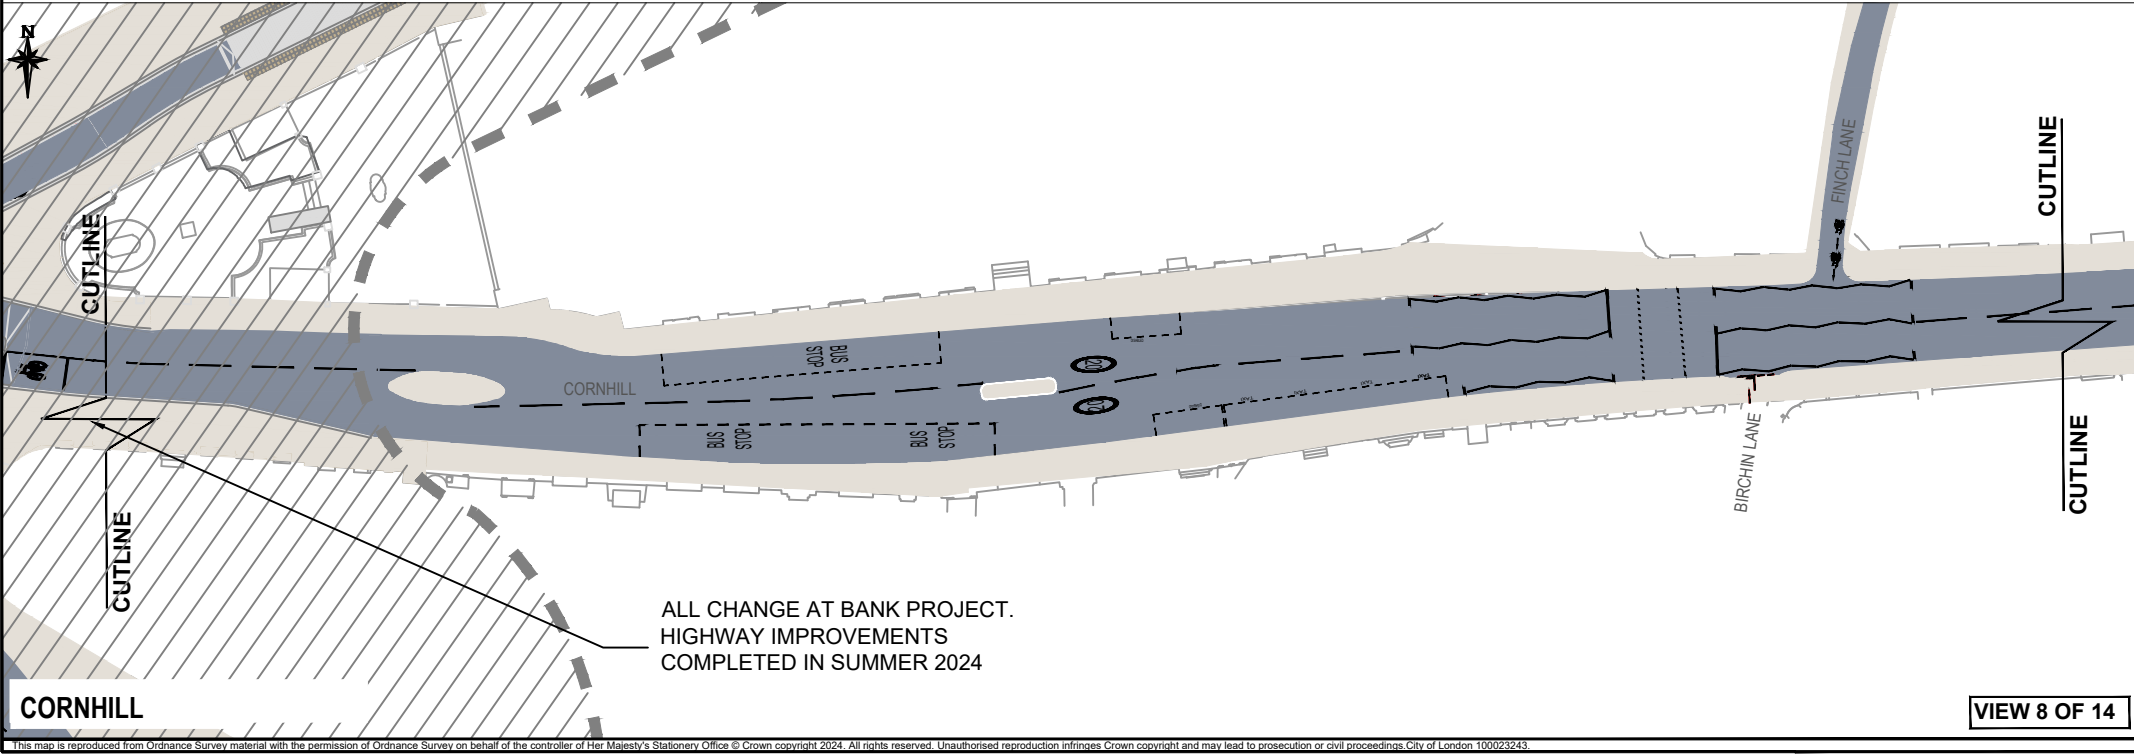 N
CUTLINE
CUTLINE
CORNHILL
BUS
STOP
BUS
STOP
BUS
STOP
20
20
TAXI
TAXI
TAXI
FINCH LANE
BIRCHIN LANE
CUTLINE
CUTLINE
ALL CHANGE AT BANK PROJECT.
HIGHWAY IMPROVEMENTS
COMPLETED IN SUMMER 2024
CORNHILL
VIEW 8 OF 14
This map is reproduced from Ordnance Survey material with the permission of Ordnance Survey on behalf of the controller of Her Majesty's Stationery Office © Crown copyright 2024. All rights reserved. Unauthorised reproduction infringes Crown copyright and may lead to prosecution or civil proceedings.City of London 100023243.